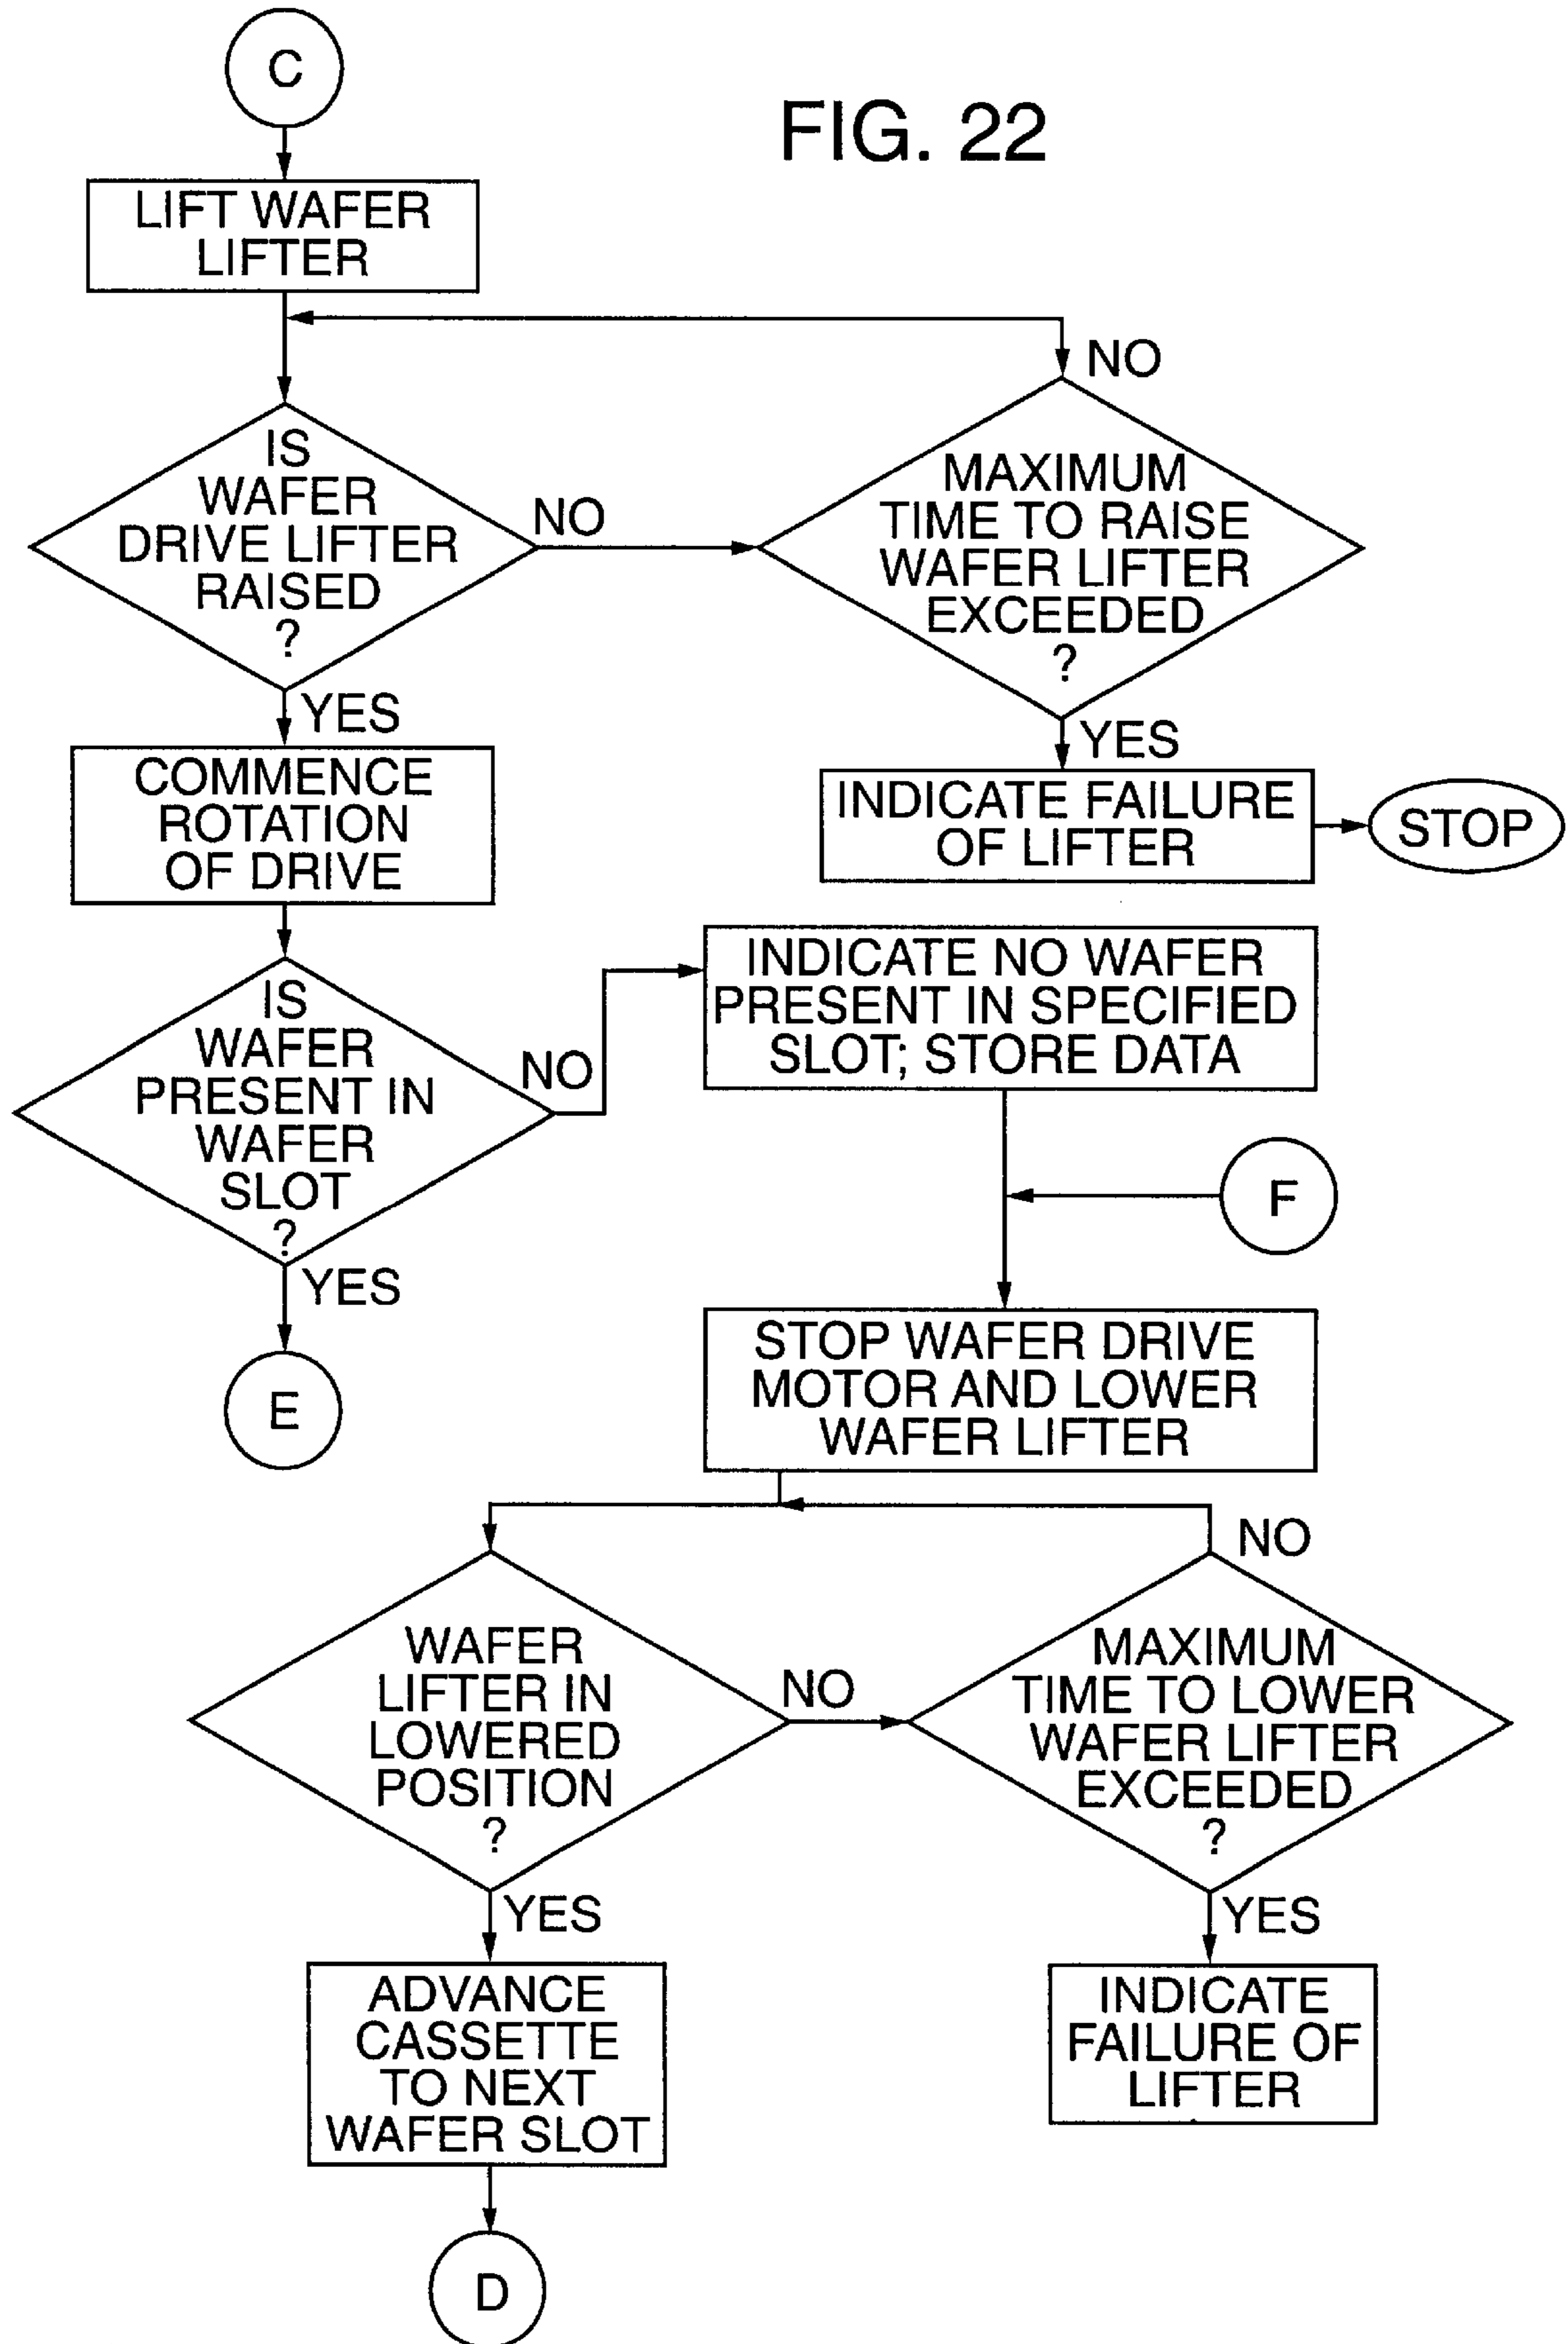 C
FIG. 22
LIFT WAFER
LIFTER
NO
IS
WAFER
DRIVE LIFTER
RAISED
?
NO
MAXIMUM
TIME TO RAISE
WAFER LIFTER
EXCEEDED
?
YES
YES
COMMENCE
ROTATION
OF DRIVE
INDICATE FAILURE
OF LIFTER
STOP
IS
WAFER
PRESENT IN
WAFER
SLOT
?
NO
INDICATE NO WAFER
PRESENT IN SPECIFIED
SLOT; STORE DATA
F
YES
E
STOP WAFER DRIVE
MOTOR AND LOWER
WAFER LIFTER
NO
WAFER
LIFTER IN
LOWERED
POSITION
?
NO
MAXIMUM
TIME TO LOWER
WAFER LIFTER
EXCEEDED
?
YES
YES
ADVANCE
CASSETTE
TO NEXT
WAFER SLOT
INDICATE
FAILURE OF
LIFTER
D